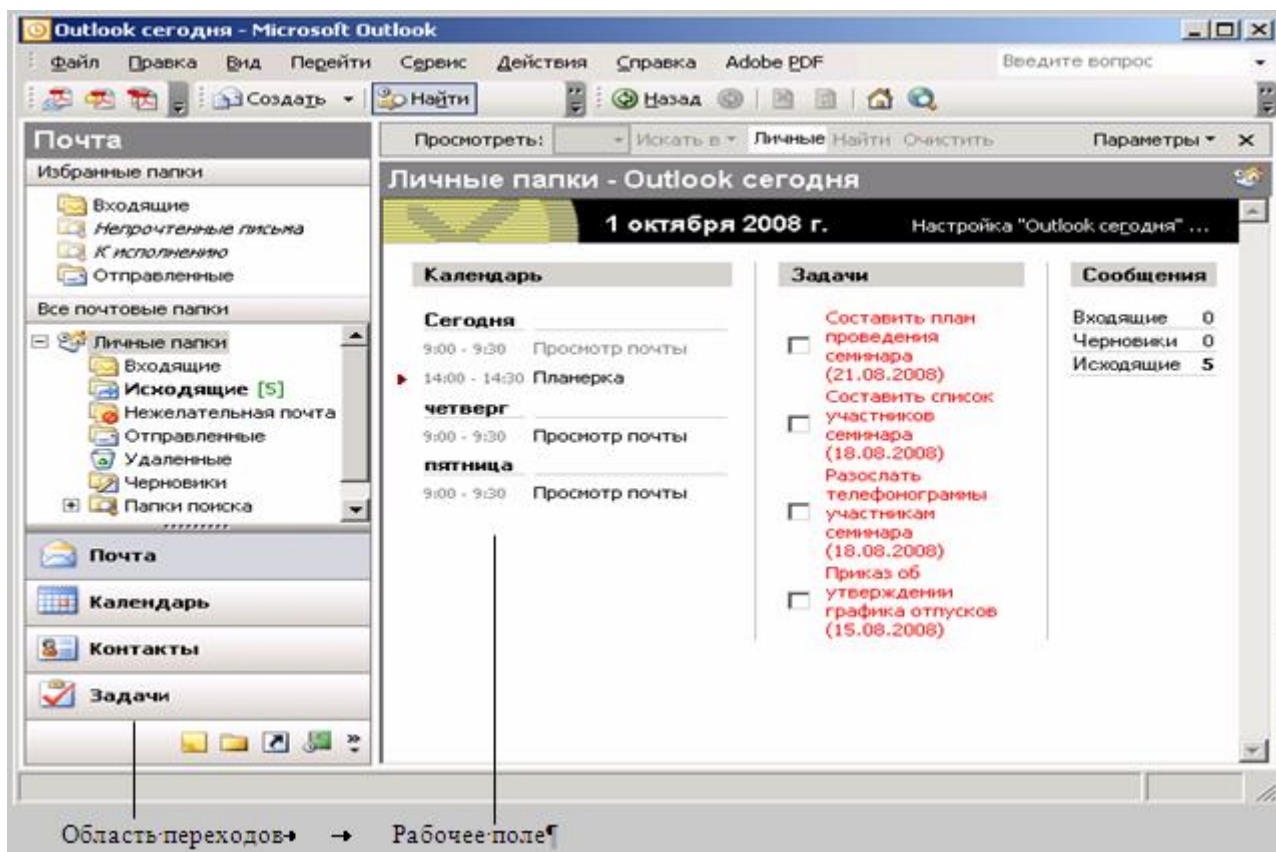 Outlook сегодня - Microsoft Outlook
Файл Правка Вид Перейти Сервис Действия Справка Adobe PDF Введите вопрос
Создать Найти Назад
Почта
Просмотреть: Искать в Личные Найти Очистить Параметры
Избранные папки
Входящие
Непрочтенные письма
К исполнению
Отправленные
Все почтовые папки
Личные папки
Входящие
Исходящие [5]
Нежелательная почта
Отправленные
Удаленные
Черновики
Папки поиска
Почта
Календарь
Контакты
Задачи
Личные папки - Outlook сегодня
1 октября 2008 г. Настройка "Outlook сегодня" ...
Календарь
Сегодня
9:00 - 9:30 Просмотр почты
14:00 - 14:30 Планерка
четверг
9:00 - 9:30 Просмотр почты
пятница
9:00 - 9:30 Просмотр почты
Задачи
Составить план
проведения
семинара
(21.08.2008)
Составить список
участников
семинара
(18.08.2008)
Разослать
телефонограммы
участникам
семинара
(18.08.2008)
Приказ об
утверждении
графика отпусков
(15.08.2008)
Сообщения
Входящие 0
Черновики 0
Исходящие 5
Область·переходов→ → Рабочее·поле¶